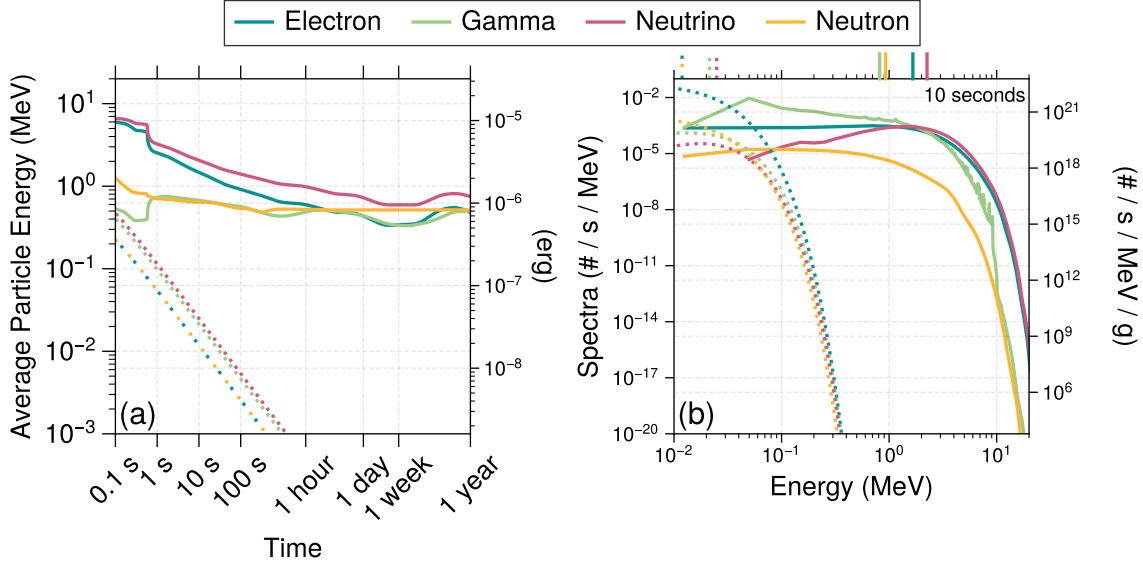 Electron Gamma Neutrino Neutron
Average Particle Energy (MeV)
10¹
10⁰
10⁻¹
10⁻²
10⁻³
(a)
10⁻⁵
10⁻⁶
10⁻⁷
10⁻⁸
(erg)
0.1 s 1 s 10 s 100 s 1 hour 1 day 1 week 1 year
Time
Spectra (# / s / MeV)
10⁻²
10⁻⁵
10⁻⁸
10⁻¹¹
10⁻¹⁴
10⁻¹⁷
10⁻²⁰
10 seconds
(b)
10²¹
10¹⁸
10¹⁵
10¹²
10⁹
10⁶
(# / s / MeV / g)
10⁻² 10⁻¹ 10⁰ 10¹
Energy (MeV)